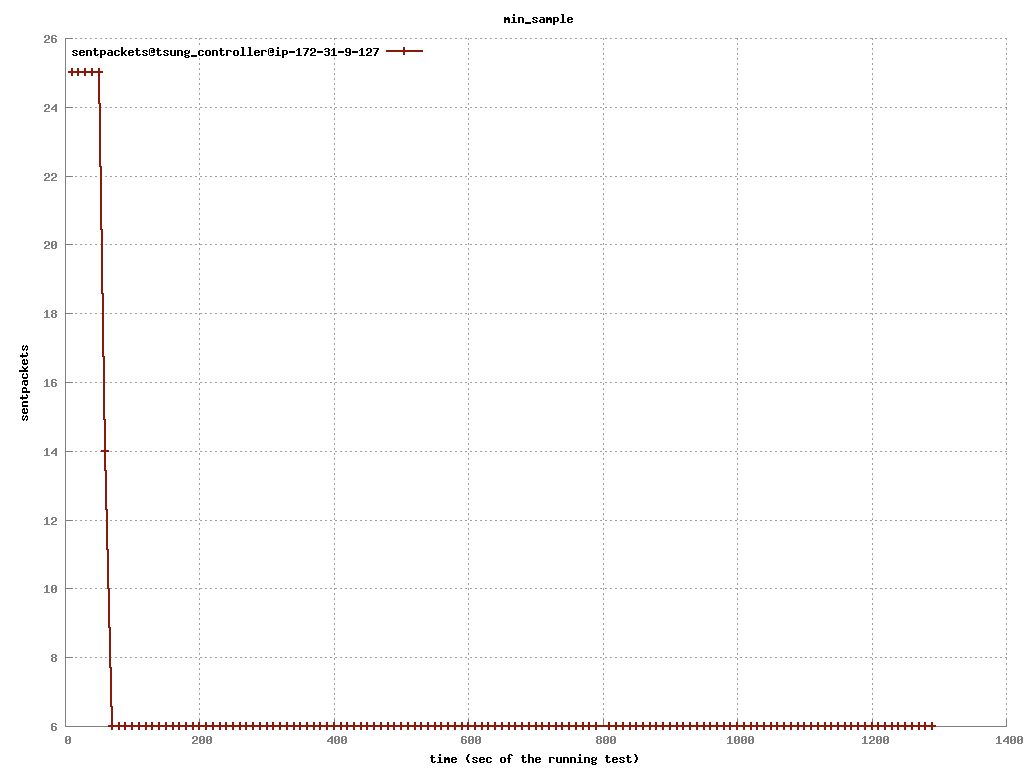 min_sample
sentpackets@tsung_controller@ip-172-31-9-127
26
24
22
20
18
16
14
12
10
8
6
sentpackets
0 200 400 600 800 1000 1200 1400
time (sec of the running test)